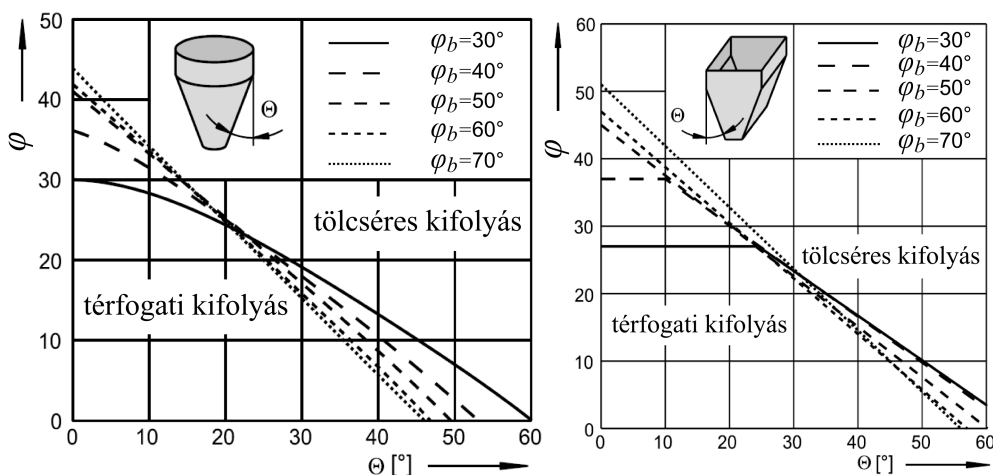 50
40
30
20
10
0
φ
φb=30°
φb=40°
φb=50°
φb=60°
φb=70°
Θ
tölcséres kifolyás
térfogati kifolyás
0 10 20 30 40 50 60
Θ [°]
60
50
40
30
20
10
0
φ
φb=30°
φb=40°
φb=50°
φb=60°
φb=70°
Θ
tölcséres kifolyás
térfogati kifolyás
0 10 20 30 40 50 60
Θ [°]